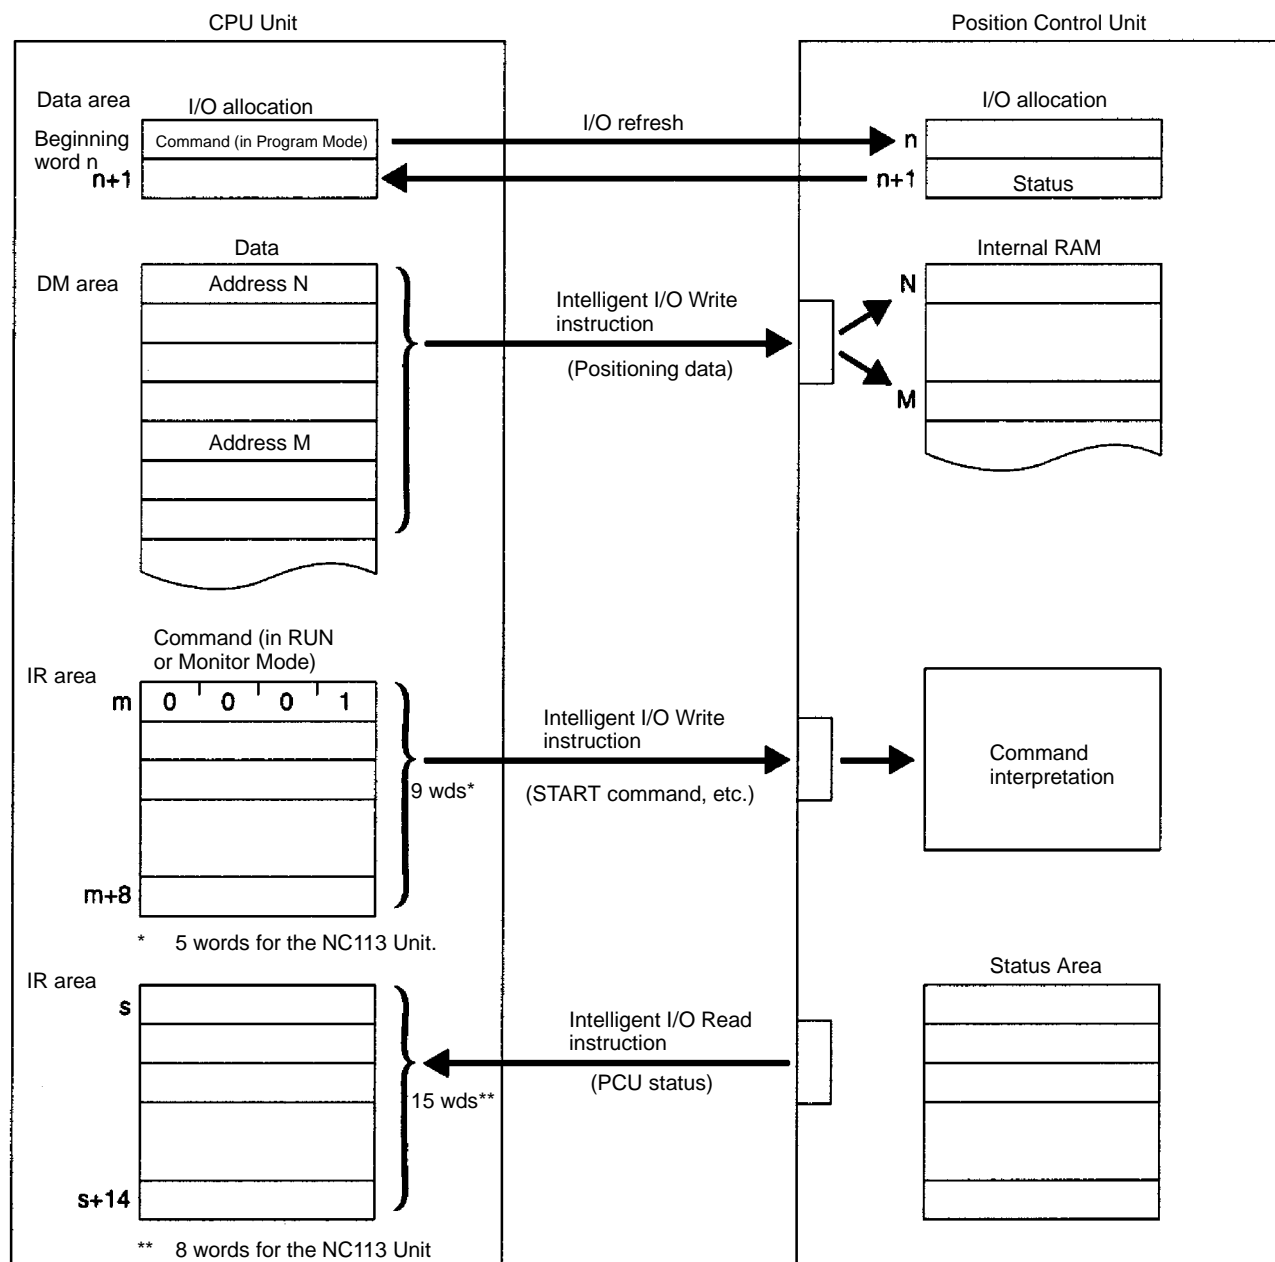 CPU Unit
Position Control Unit
Data area
I/O allocation
I/O refresh
I/O allocation
Beginning
word n
Command (in Program Mode)
n
n+1
n+1
Status
Data
Internal RAM
DM area
Address N
N
Intelligent I/O Write
instruction
(Positioning data)
M
Address M
Command (in RUN
or Monitor Mode)
IR area
m
0 0 0 1
Intelligent I/O Write
instruction
Command
interpretation
9 wds*
(START command, etc.)
m+8
* 5 words for the NC113 Unit.
IR area
Status Area
s
Intelligent I/O Read
instruction
(PCU status)
15 wds**
s+14
** 8 words for the NC113 Unit